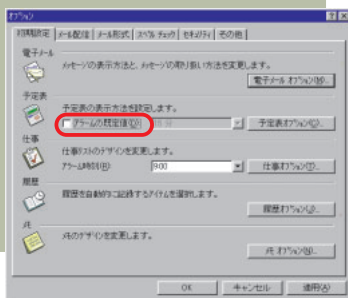 オプション
初期設定 メール配信 メール形式 スペル チェック セキュリティ その他
電子メール
メッセージの表示方法と、メッセージの取り扱い方法を変更します。
電子メール オプション(M)...
予定表
予定表の表示方法を設定します。
アラームの既定値(D): 15 分 予定表オプション(C)...
仕事
仕事リストのデザインを変更します。
アラーム時刻(R): 9:00 仕事オプション(T)...
履歴
履歴を自動的に記録するアイテムを選択します。
履歴オプション(J)...
メモ
メモのデザインを変更します。
メモ オプション(N)...
OK キャンセル 適用(A)